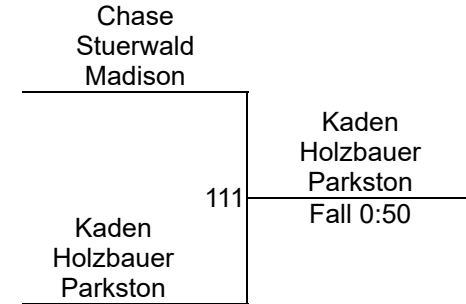 Chase
Stuerwald
Madison
Kaden
Holzbauer
Parkston
111
Fall 0:50
Kaden
Holzbauer
Parkston